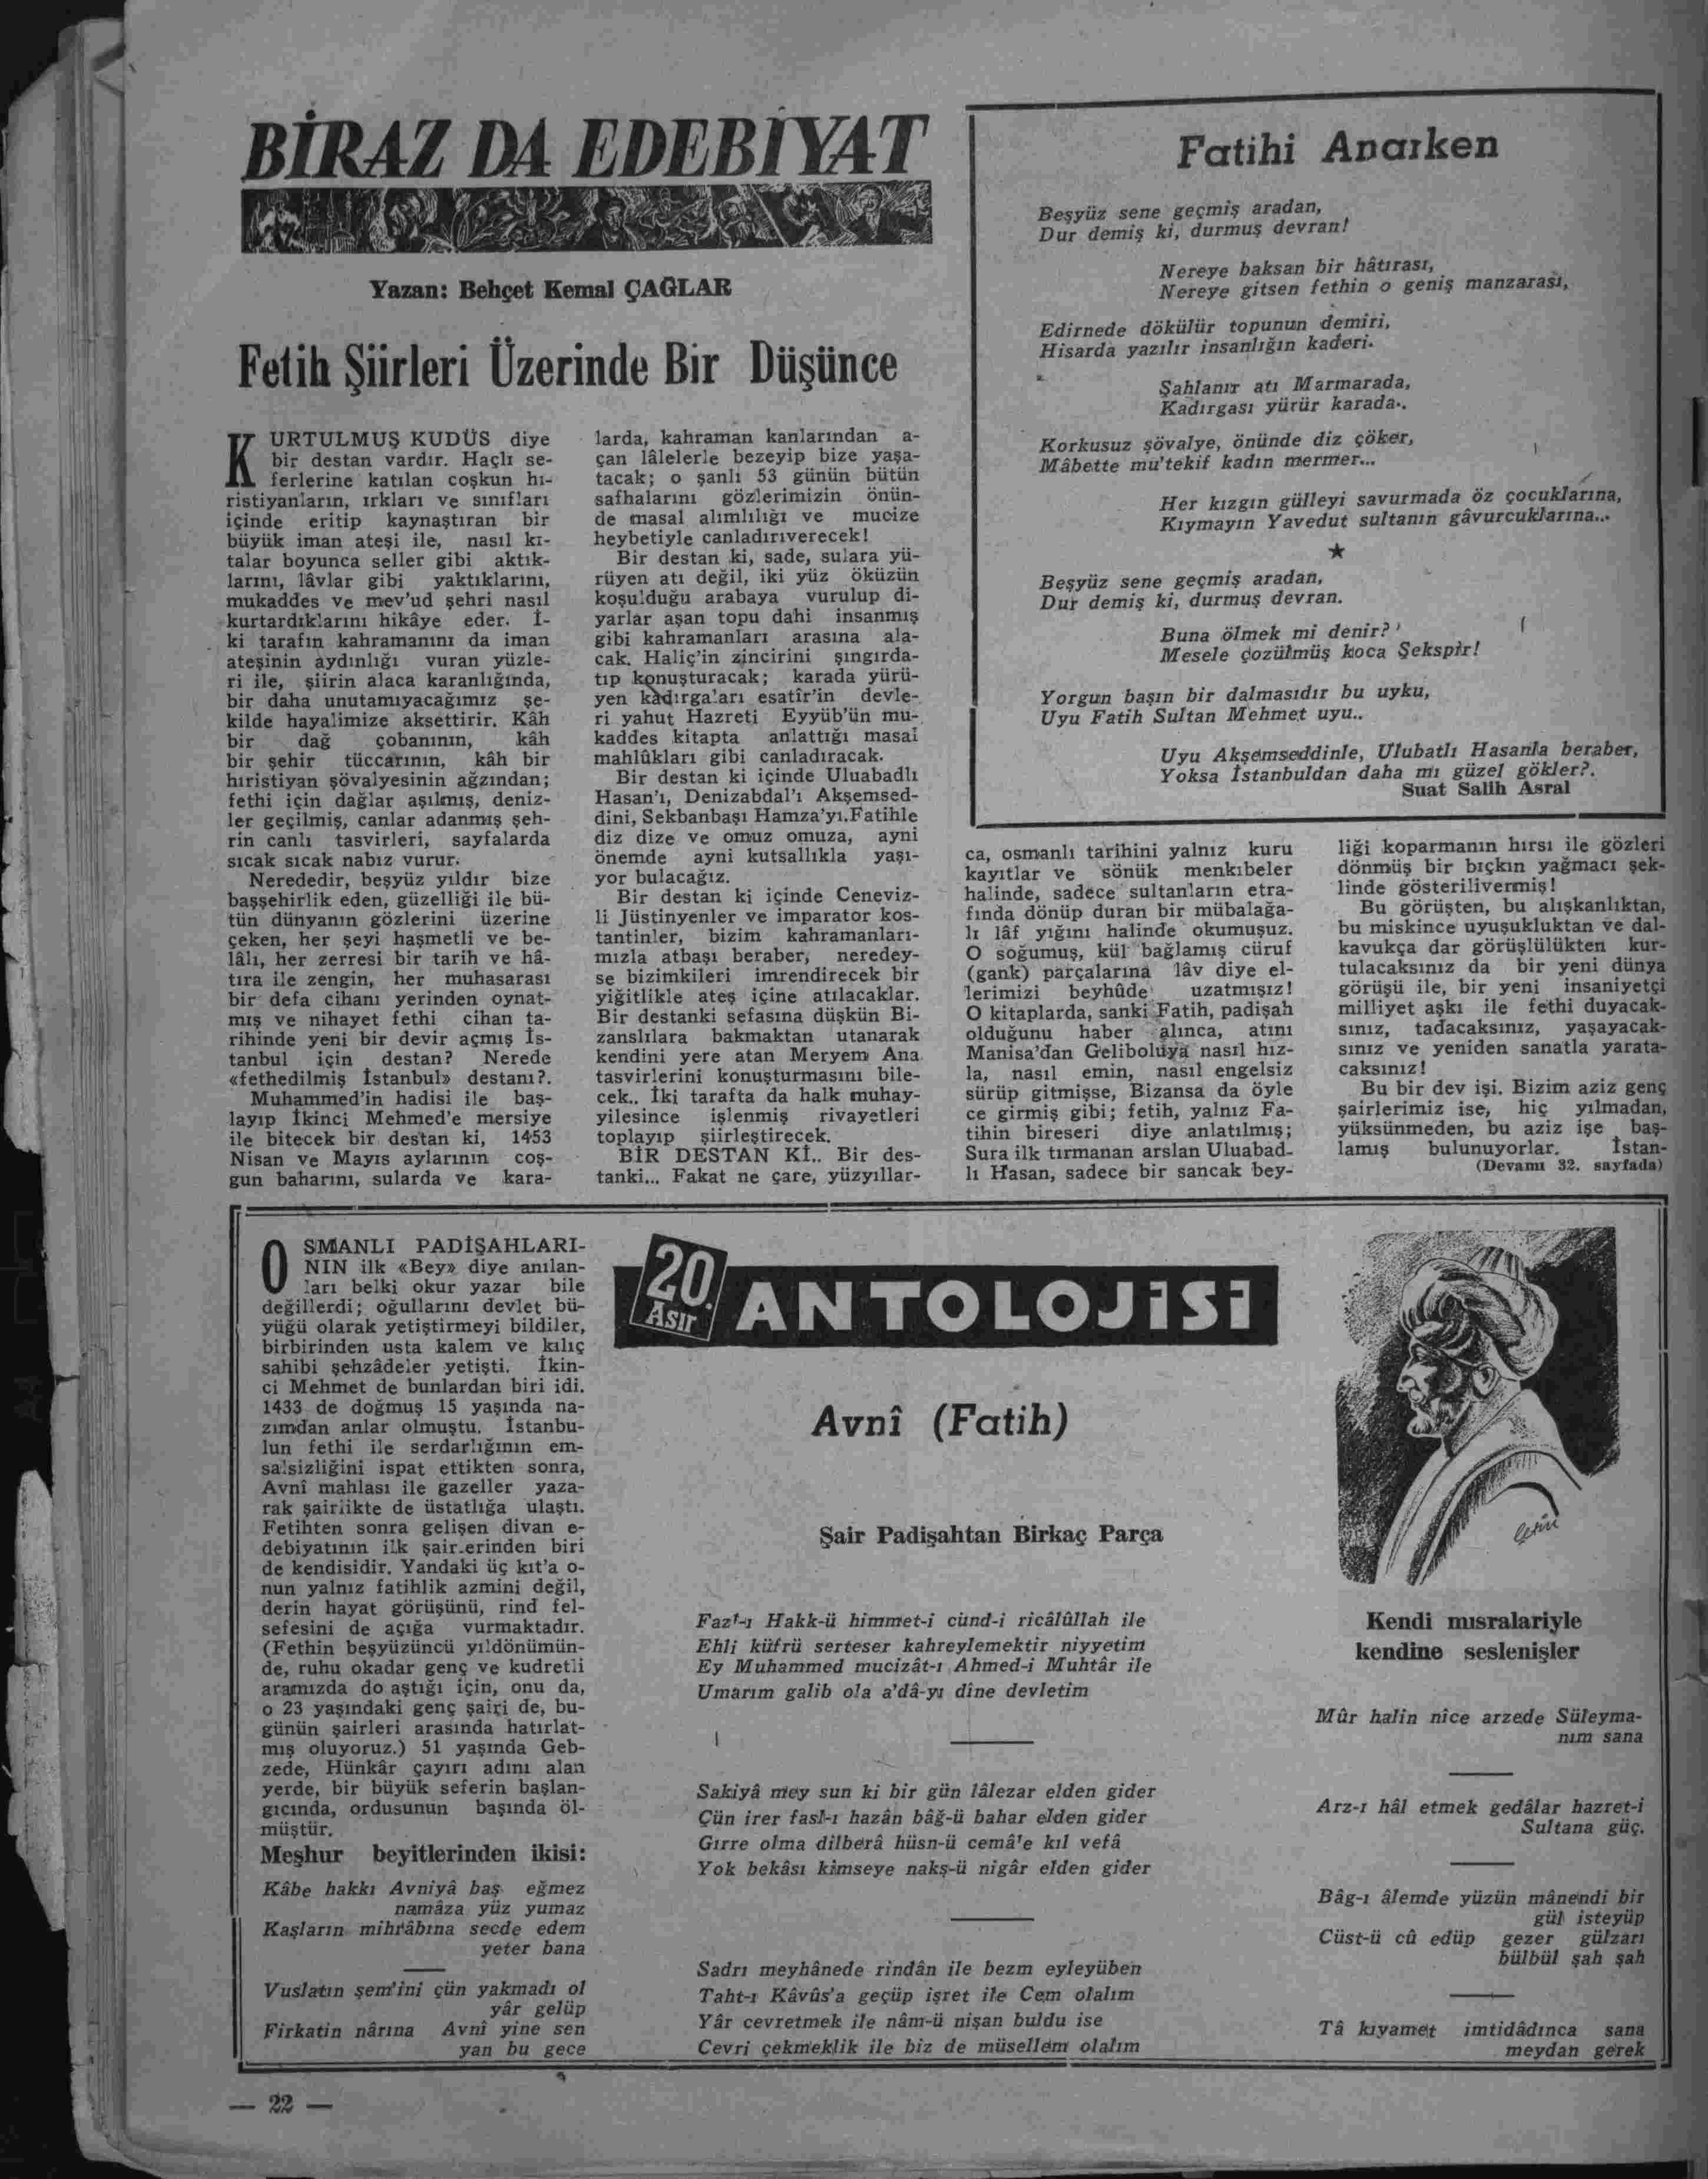 BİRAZ DA EDEBİYAT
Yazan: Behçet Kemal ÇAĞLAR
Fetih Şiirleri Üzerinde Bir Düşünce
KURTULMUŞ KUDÜS diye
bir destan vardır. Haçlı se-
ferlerine katılan coşkun hı-
ristiyanların, ırkları ve sınıfları
içinde eritip kaynaştıran bir
büyük iman ateşi ile, nasıl kı-
talar boyunca seller gibi aktık-
larını, lâvlar gibi yaktıklarını,
mukaddes ve mev'ud şehri nasıl
kurtardıklarını hikâye eder. İ-
ki tarafın kahramanını da iman
ateşinin aydınlığı vuran yüzle-
ri ile, şiirin alaca karanlığında,
bir daha unutamıyacağımız şe-
kilde hayalimize aksettirir. Kâh
bir dağ çobanının, kâh
bir şehir tüccarının, kâh bir
hıristiyan şövalyesinin ağzından;
fethi için dağlar aşılmış, deniz-
ler geçilmiş, canlar adanmış şeh-
rin canlı tasvirleri, sayfalarda
sıcak sıcak nabız vurur.
Nerededir, beşyüz yıldır bize
başşehirlik eden, güzelliği ile bü-
tün dünyanın gözlerini üzerine
çeken, her şeyi haşmetli ve be-
lâlı, her zerresi bir tarih ve hâ-
tıra ile zengin, her muhasarası
bir defa cihanı yerinden oynat-
mış ve nihayet fethi cihan ta-
rihinde yeni bir devir açmış İs-
tanbul için destan? Nerede
«fethedilmiş İstanbul» destanı?.
Muhammed'in hadisi ile baş-
layıp İkinci Mehmed'e mersiye
ile bitecek bir destan ki, 1453
Nisan ve Mayıs aylarının coş-
gun baharını, sularda ve kara-
larda, kahraman kanlarından a-
çan lâlelerle bezeyip bize yaşa-
tacak; o şanlı 53 günün bütün
safhalarını gözlerimizin önün-
de masal alımlılığı ve mucize
heybetiyle canladırıverecek!
Bir destan ki, sade, sulara yü-
rüyen atı değil, iki yüz öküzün
koşulduğu arabaya vurulup di-
yarlar aşan topu dahi insanmış
gibi kahramanları arasına ala-
cak. Haliç'in zincirini şıngırda-
tıp konuşturacak; karada yürü-
yen kadırgaları esatîr'in devle-
ri yahut Hazreti Eyyüb'ün mu-
kaddes kitapta anlattığı masal
mahlûkları gibi canladıracak.
Bir destan ki içinde Uluabadlı
Hasan'ı, Denizabdal'ı Akşemsed-
dini, Sekbanbaşı Hamza'yı.Fatihle
diz dize ve omuz omuza, ayni
önemde ayni kutsallıkla yaşı-
yor bulacağız.
Bir destan ki içinde Ceneviz-
li Jüstinyenler ve imparator kos-
tantinler, bizim kahramanları-
mızla atbaşı beraber, neredey-
se bizimkileri imrendirecek bir
yiğitlikle ateş içine atılacaklar.
Bir destanki sefasına düşkün Bi-
zanslılara bakmaktan utanarak
kendini yere atan Meryem Ana
tasvirlerini konuşturmasını bile-
cek.. İki tarafta da halk muhay-
yilesince işlenmiş rivayetleri
toplayıp şiirleştirecek.
BİR DESTAN Kİ.. Bir des-
tanki... Fakat ne çare, yüzyıllar-
Fatihi Anarken
Beşyüz sene geçmiş aradan,
Dur demiş ki, durmuş devran!
Nereye baksan bir hâtırası,
Nereye gitsen fethin o geniş manzarası,
Edirnede dökülür topunun demiri,
Hisarda yazılır insanlığın kaderi.
Şahlanır atı Marmarada,
Kadırgası yürür karada..
Korkusuz şövalye, önünde diz çöker,
Mâbette mu'tekif kadın mermer...
Her kızgın gülleyi savurmada öz çocuklarına,
Kıymayın Yavedut sultanın gâvurcuklarına...
★
Beşyüz sene geçmiş aradan,
Dur demiş ki, durmuş devran.
Buna ölmek mi denir?
Mesele çozülmüş koca Şekspir!
Yorgun başın bir dalmasıdır bu uyku,
Uyu Fatih Sultan Mehmet uyu..
Uyu Akşemseddinle, Ulubatlı Hasanla beraber,
Yoksa İstanbuldan daha mı güzel gökler?.
Suat Salih Asral
ca, osmanlı tarihini yalnız kuru
kayıtlar ve sönük menkıbeler
halinde, sadece sultanların etra-
fında dönüp duran bir mübalağa-
lı lâf yığını halinde okumuşuz.
O soğumuş, kül bağlamış cüruf
(gank) parçalarına lâv diye el-
lerimizi beyhûde uzatmışız!
O kitaplarda, sanki Fatih, padişah
olduğunu haber alınca, atını
Manisa'dan Geliboluya nasıl hız-
la, nasıl emin, nasıl engelsiz
sürüp gitmişse, Bizansa da öyle
ce girmiş gibi; fetih, yalnız Fa-
tihin bireseri diye anlatılmış;
Sura ilk tırmanan arslan Uluabad-
lı Hasan, sadece bir sancak bey-
liği koparmanın hırsı ile gözleri
dönmüş bir bıçkın yağmacı şek-
linde gösterilivermiş!
Bu görüşten, bu alışkanlıktan,
bu miskince uyuşukluktan ve dal-
kavukça dar görüşlülükten kur-
tulacaksınız da bir yeni dünya
görüşü ile, bir yeni insaniyetçi
milliyet aşkı ile fethi duyacak-
sınız, tadacaksınız, yaşayacak-
sınız ve yeniden sanatla yarata-
caksınız!
Bu bir dev işi. Bizim aziz genç
şairlerimiz ise, hiç yılmadan,
yüksünmeden, bu aziz işe baş-
lamış bulunuyorlar. İstan-
(Devamı 32. sayfada)
OSMANLI PADİŞAHLARI-
NIN ilk «Bey» diye anılan-
ları belki okur yazar bile
değillerdi; oğullarını devlet bü-
yüğü olarak yetiştirmeyi bildiler,
birbirinden usta kalem ve kılıç
sahibi şehzâdeler yetişti. İkin-
ci Mehmet de bunlardan biri idi.
1433 de doğmuş 15 yaşında na-
zımdan anlar olmuştu. İstanbu-
lun fethi ile serdarlığının em-
salsizliğini ispat ettikten sonra,
Avnî mahlası ile gazeller yaza-
rak şairlikte de üstatlığa ulaştı.
Fetihten sonra gelişen divan e-
debiyatının ilk şairlerinden biri
de kendisidir. Yandaki üç kıt'a o-
nun yalnız fatihlik azmini değil,
derin hayat görüşünü, rind fel-
sefesini de açığa vurmaktadır.
(Fethin beşyüzüncü yıldönümün-
de, ruhu okadar genç ve kudretli
aramızda dolaştığı için, onu da,
o 23 yaşındaki genç şairi de, bu-
günün şairleri arasında hatırlat-
mış oluyoruz.) 51 yaşında Geb-
zede, Hünkâr çayırı adını alan
yerde, bir büyük seferin başlan-
gıcında, ordusunun başında öl-
müştür.
Meşhur beyitlerinden ikisi:
Kâbe hakkı Avniyâ baş eğmez
namâza yüz yumaz
Kaşların mihrâbına secde edem
yeter bana
Vuslatın şem'ini çün yakmadı ol
yâr gelüp
Firkatin nârına Avnî yine sen
yan bu gece
20. Asır ANTOLOJİSİ
Avnî (Fatih)
Şair Padişahtan Birkaç Parça
Fazl-ı Hakk-ü himmet-i cünd-i ricâlûllah ile
Ehli küfrü serteser kahreylemektir niyyetim
Ey Muhammed mucizât-ı Ahmed-i Muhtâr ile
Umarım galib ola a'dâ-yı dîne devletim
Sakiyâ mey sun ki bir gün lâlezar elden gider
Çün irer fasl-ı hazân bâğ-ü bahar elden gider
Gırre olma dilberâ hüsn-ü cemâ'e kıl vefâ
Yok bekâsı kimseye nakş-ü nigâr elden gider
Sadrı meyhânede rindân ile bezm eyleyüben
Taht-ı Kâvûs'a geçüp işret ile Cem olalım
Yâr cevretmek ile nâm-ü nişan buldu ise
Cevri çekmeklik ile biz de müsellem olalım
çetin
Kendi mısralariyle
kendine seslenişler
Mûr halin nice arzede Süleyma-
nım sana
Arz-ı hâl etmek gedâlar hazret-i
Sultana güç.
Bâg-ı âlemde yüzün mânendi bir
gül isteyüp
Cüst-ü cû edüp gezer gülzarı
bülbül şah şah
Tâ kıyamet imtidâdınca sana
meydan gerek
— 22 —